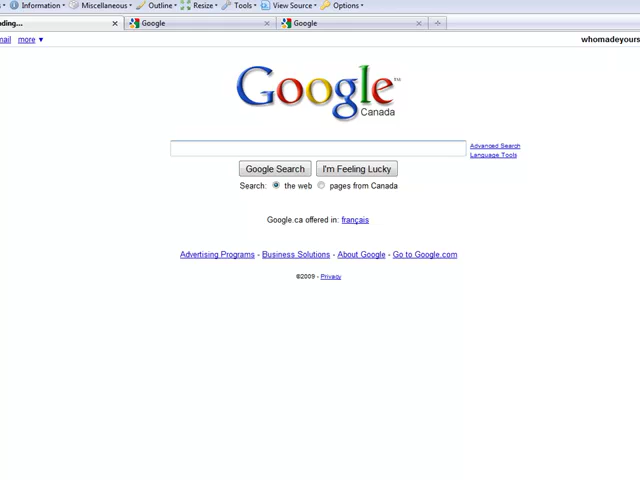 Information Miscellaneous Outline Resize Tools View Source Options
ding... Google Google
mail more whomadeyours
Google™
Canada
Advanced Search
Language Tools
Google Search I'm Feeling Lucky
Search: the web pages from Canada
Google.ca offered in: français
Advertising Programs - Business Solutions - About Google - Go to Google.com
©2009 - Privacy